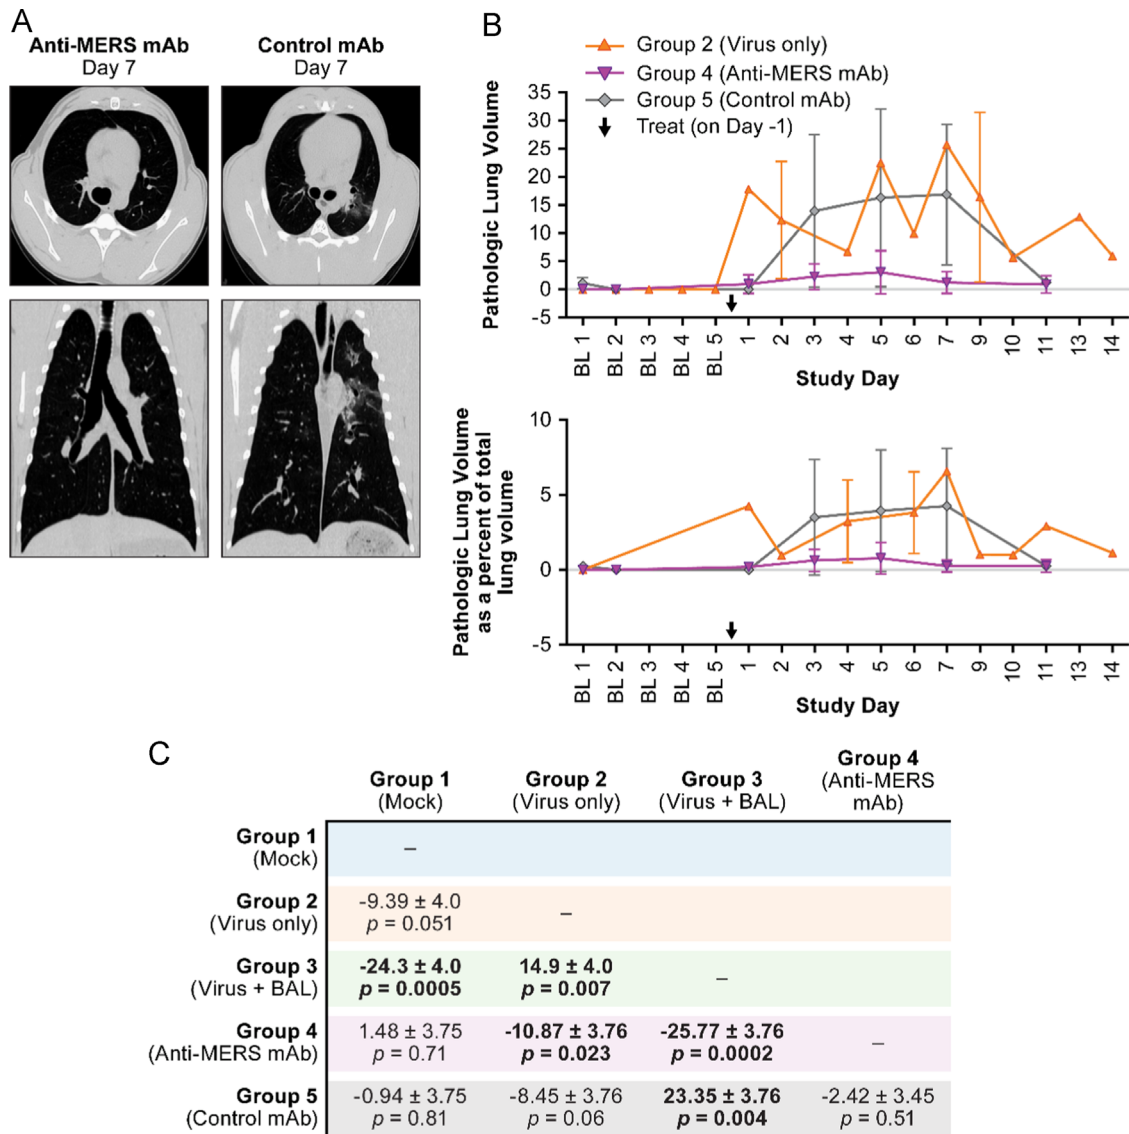 A
Anti-MERS mAb
Day 7
Control mAb
Day 7
B
Group 2 (Virus only)
Group 4 (Anti-MERS mAb)
Group 5 (Control mAb)
Treat (on Day -1)
Pathologic Lung Volume
35
30
25
20
15
10
5
0
-5
BL 1
BL 2
BL 3
BL 4
BL 5
1
2
3
4
5
6
7
9
10
11
13
14
Study Day
Pathologic Lung Volume
as a percent of total
lung volume
10
5
0
-5
BL 1
BL 2
BL 3
BL 4
BL 5
1
2
3
4
5
6
7
9
10
11
13
14
Study Day
C
Group 1
(Mock)
Group 2
(Virus only)
Group 3
(Virus + BAL)
Group 4
(Anti-MERS
mAb)
Group 1
(Mock)
–
Group 2
(Virus only)
-9.39 ± 4.0
p = 0.051
–
Group 3
(Virus + BAL)
-24.3 ± 4.0
p = 0.0005
14.9 ± 4.0
p = 0.007
–
Group 4
(Anti-MERS mAb)
1.48 ± 3.75
p = 0.71
-10.87 ± 3.76
p = 0.023
-25.77 ± 3.76
p = 0.0002
–
Group 5
(Control mAb)
-0.94 ± 3.75
p = 0.81
-8.45 ± 3.76
p = 0.06
23.35 ± 3.76
p = 0.004
-2.42 ± 3.45
p = 0.51